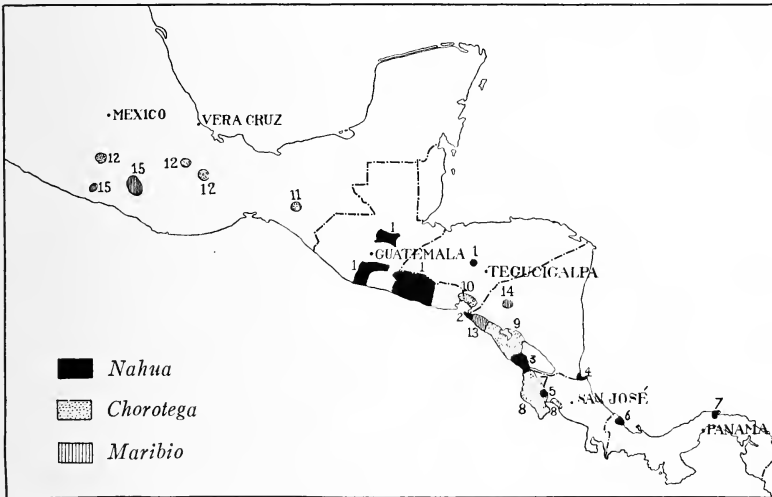 •MEXICO
•VERA CRUZ
12
15
12
15
12
11
1
•GUATEMALA
1
1
1
•TEGUCIGALPA
10
14
2
13
9
3
4
7
5
8
8
•SAN JOSÉ
6
7
•PANAMA
Nahua
Chorotega
Maribio